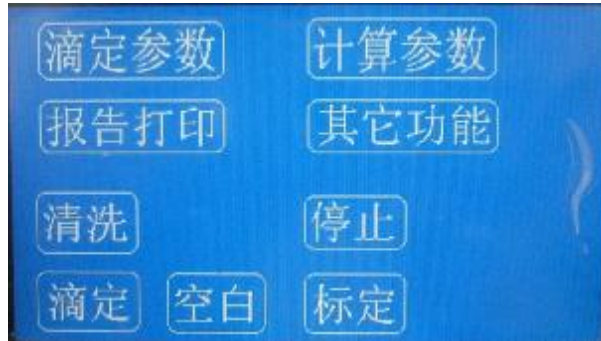 滴定参数 计算参数
报告打印 其它功能
清洗 停止
滴定 空白 标定